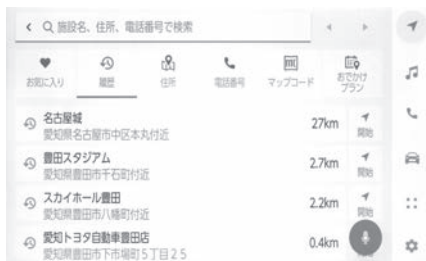 施設名、住所、電話番号で検索
お気に入り
履歴
住所
電話番号
マップコード
おでかけ
プラン
名古屋城
愛知県名古屋市中区本丸付近
27km
開始
豊田スタジアム
愛知県豊田市千石町付近
2.7km
開始
スカイホール豊田
愛知県豊田市八幡町付近
2.2km
開始
愛知トヨタ自動車豊田店
愛知県豊田市下市場町5丁目25
0.4km